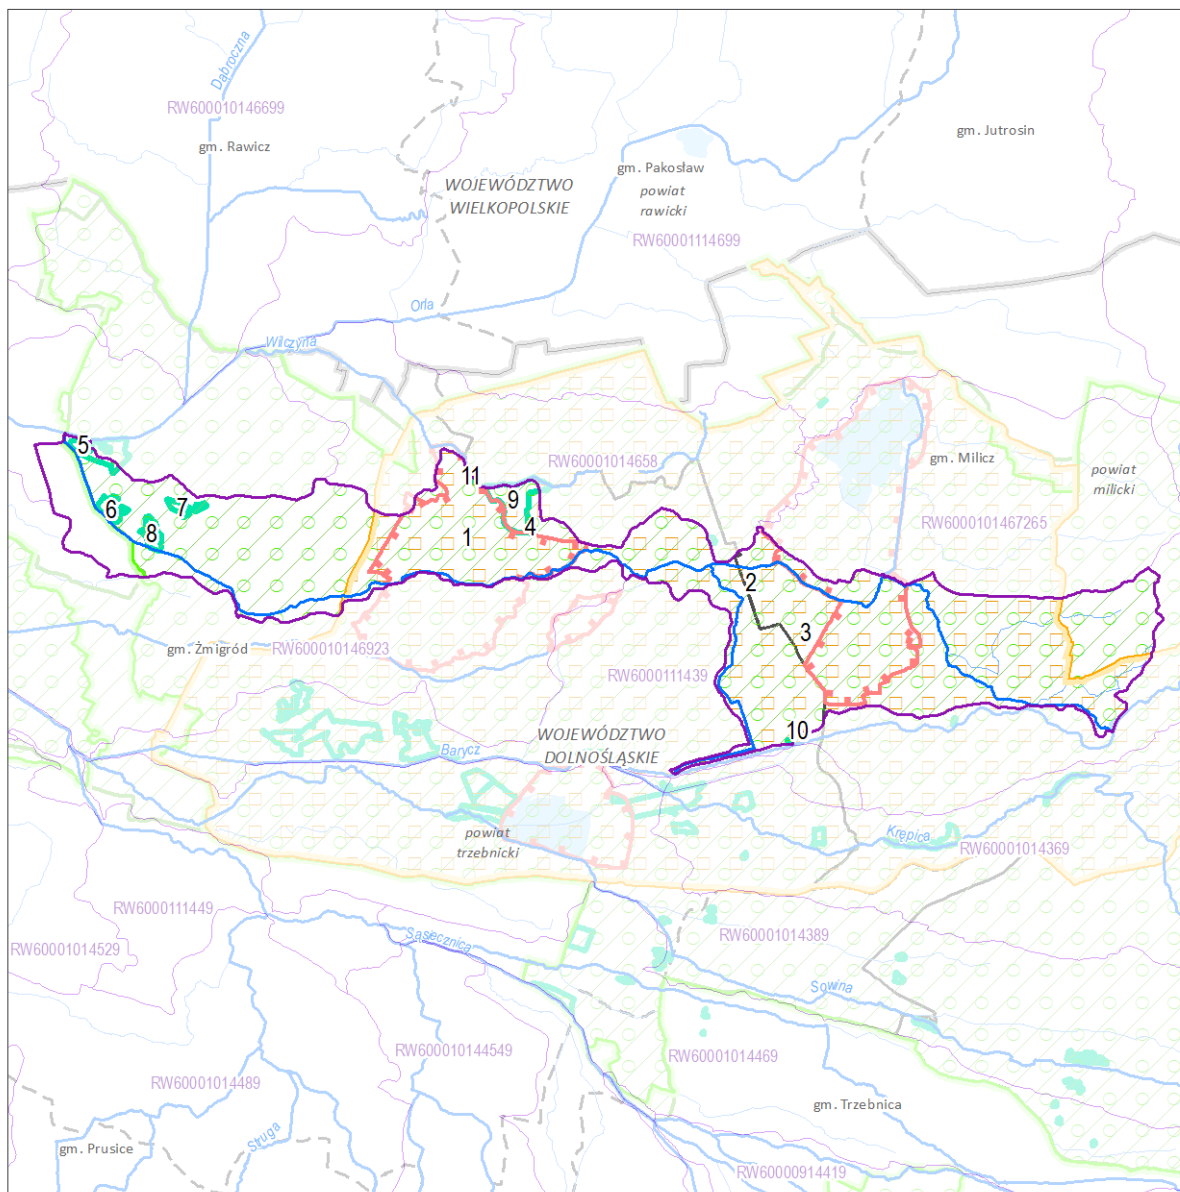 Dąbroczna
RW600010146699
gm. Rawicz
gm. Jutrosin
gm. Pakosław
WOJEWÓDZTWO
WIELKOPOLSKIE
powiat
rawicki
RW60001114699
Orla
Wilczyna
5
11
RW60001014658
gm. Milicz
powiat
milicki
6
7
8
9
4
1
RW6000101467265
2
3
gm. Żmigród
RW600010146923
RW6000111439
10
WOJEWÓDZTWO
DOLNOŚLĄSKIE
Barycz
powiat
trzebnicki
Krępica
RW60001014369
RW6000111449
RW60001014529
Sąsecznica
RW60001014389
Sowina
RW600010144549
RW60001014469
RW60001014489
gm. Trzebnica
Struga
gm. Prusice
RW60000914419